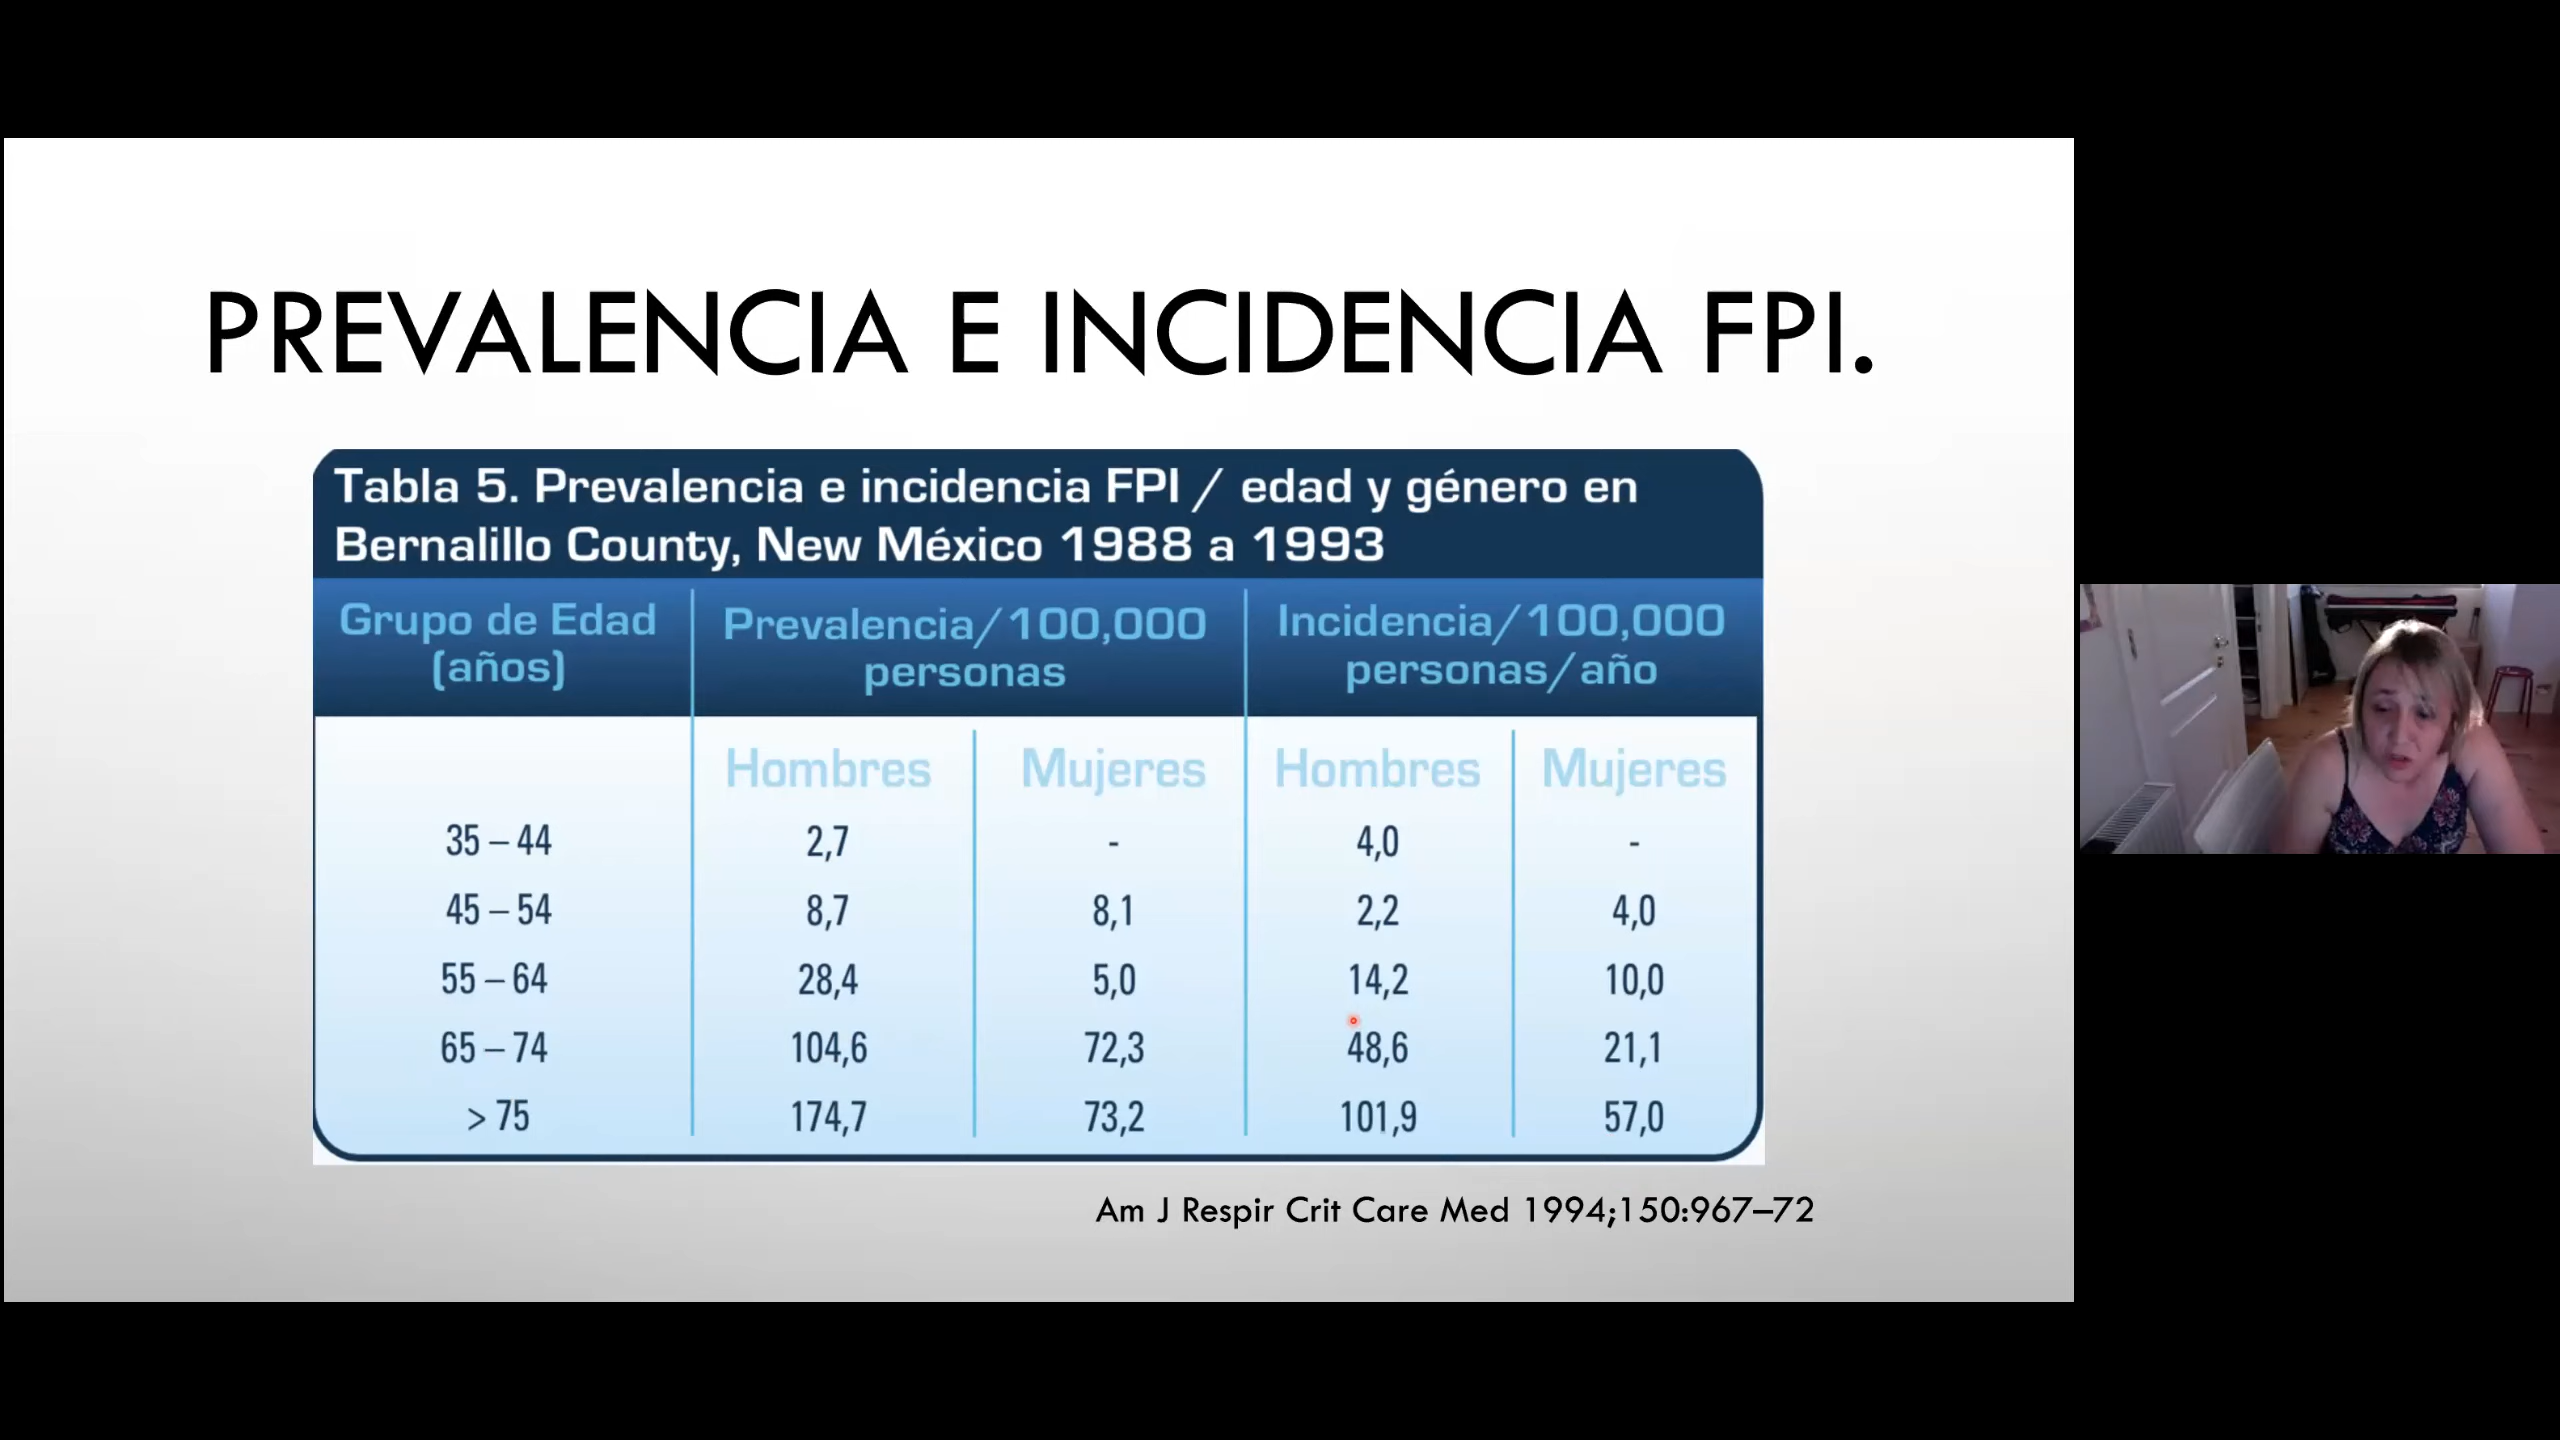 PREVALENCIA E INCIDENCIA FPI.
Tabla 5. Prevalencia e incidencia FPI / edad y género en
Bernalillo County, New México 1988 a 1993
Grupo de Edad (años) Prevalencia/100,000 personas Incidencia/100,000 personas/año
Hombres Mujeres Hombres Mujeres
35 – 44 2,7 - 4,0 -
45 – 54 8,7 8,1 2,2 4,0
55 – 64 28,4 5,0 14,2 10,0
65 – 74 104,6 72,3 48,6 21,1
> 75 174,7 73,2 101,9 57,0
Am J Respir Crit Care Med 1994;150:967–72